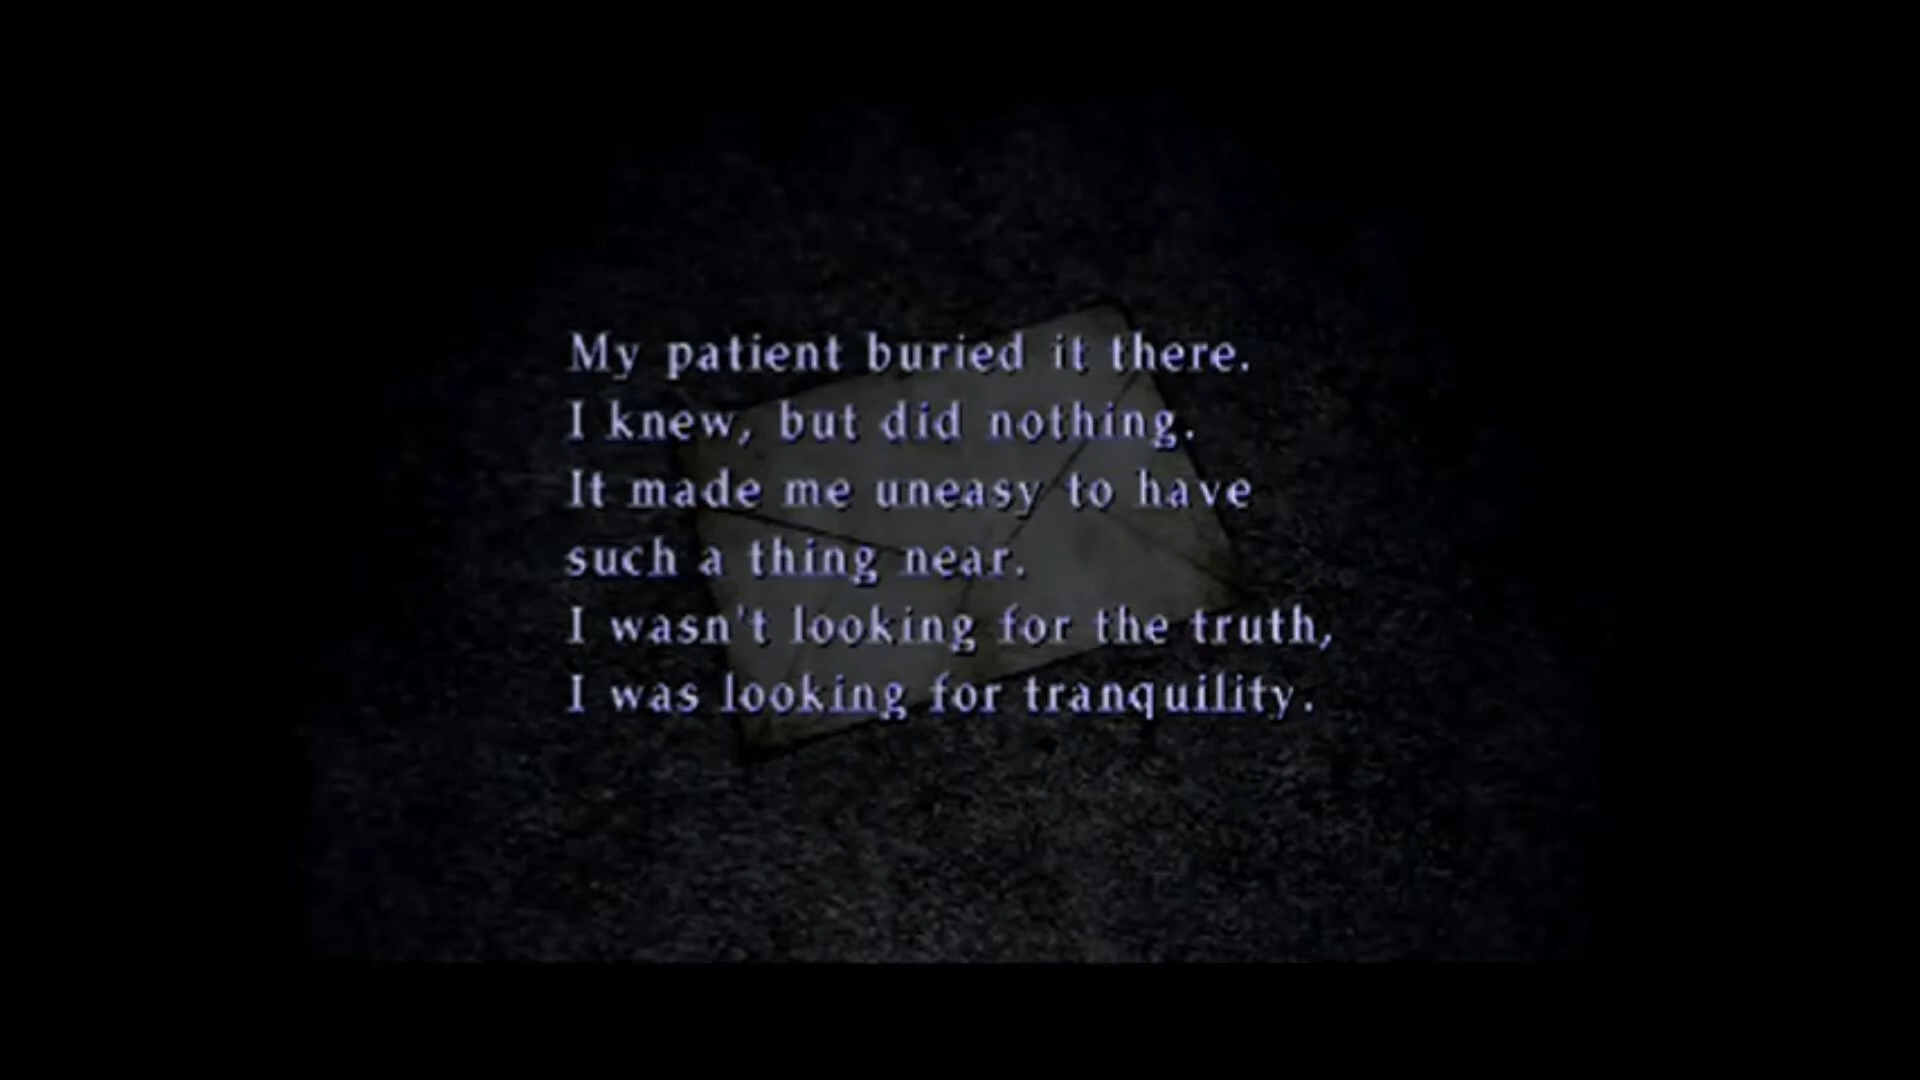 My patient buried it there.
I knew, but did nothing.
It made me uneasy to have
such a thing near.
I wasn't looking for the truth,
I was looking for tranquility.